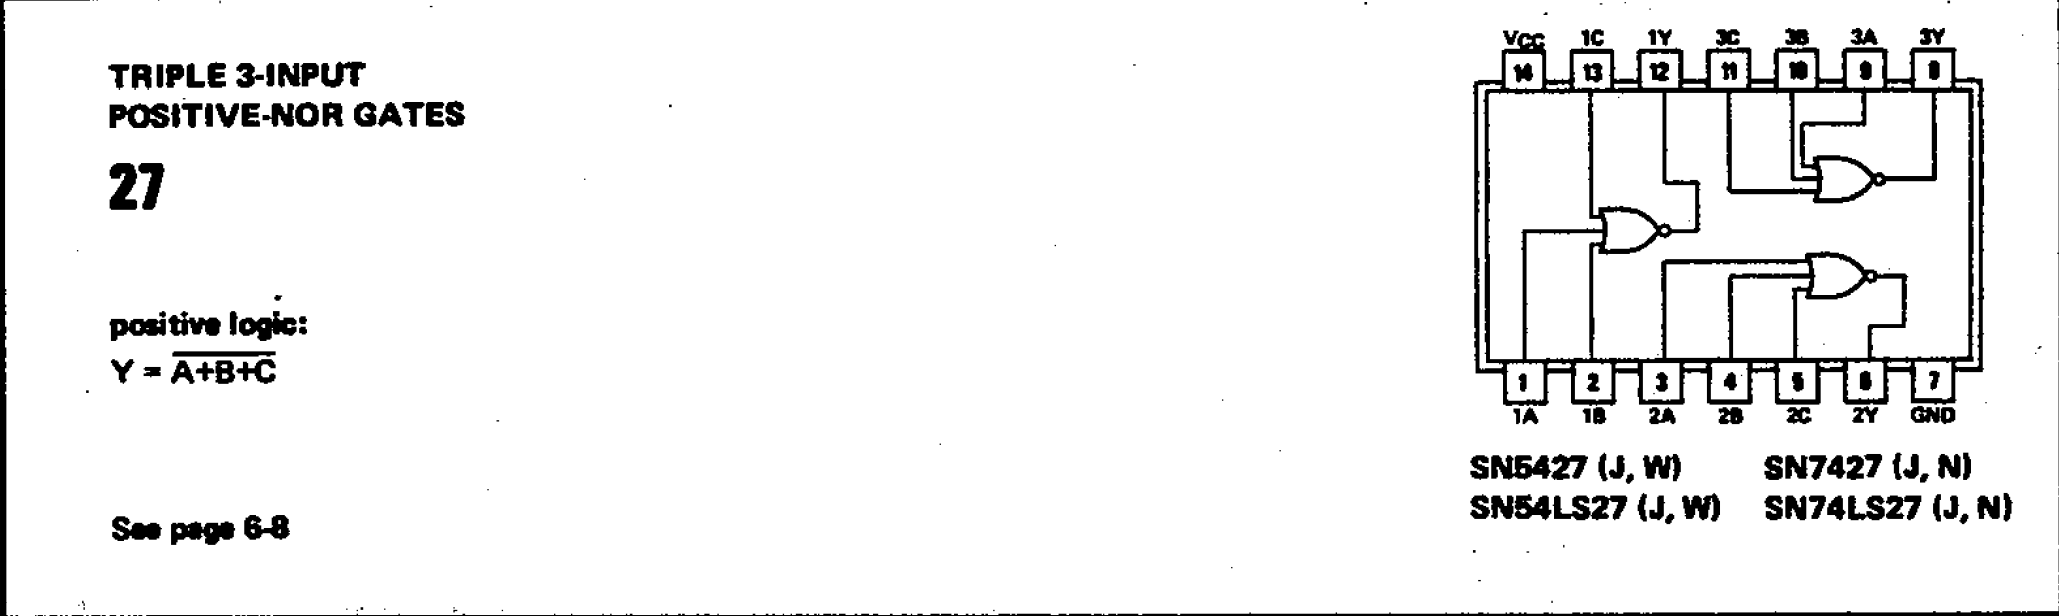 TRIPLE 3-INPUT
POSITIVE-NOR GATES
27
positive logic:
Y = A+B+C
See page 6-8
VCC 1C 1Y 3C 3B 3A 3Y
14 13 12 11 10 9 8
1 2 3 4 5 6 7
1A 1B 2A 2B 2C 2Y GND
SN5427 (J, W) SN7427 (J, N)
SN54LS27 (J, W) SN74LS27 (J, N)